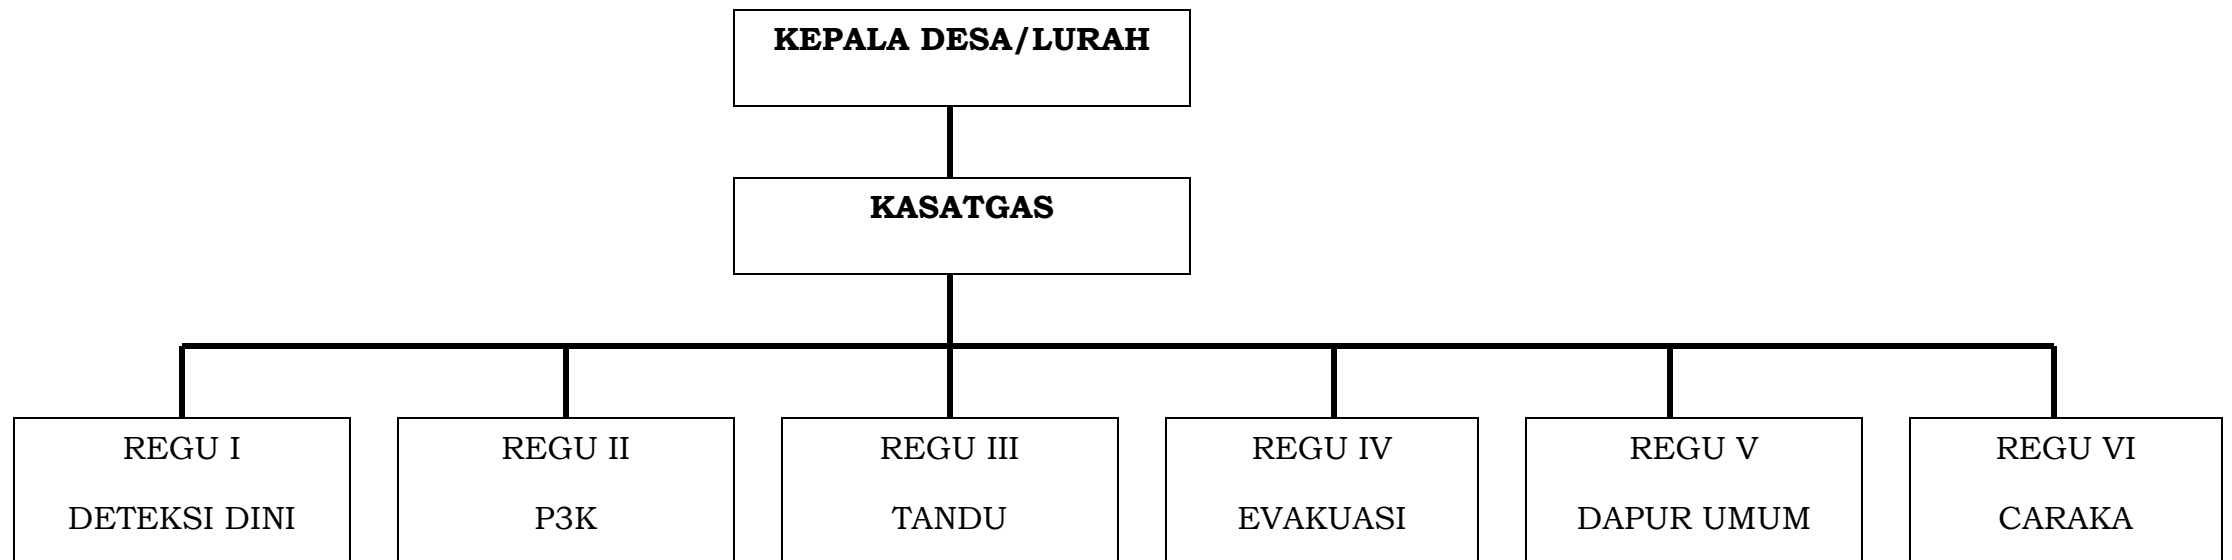 KEPALA DESA/LURAH
KASATGAS
REGU I
DETEKSI DINI
REGU II
P3K
REGU III
TANDU
REGU IV
EVAKUASI
REGU V
DAPUR UMUM
REGU VI
CARAKA